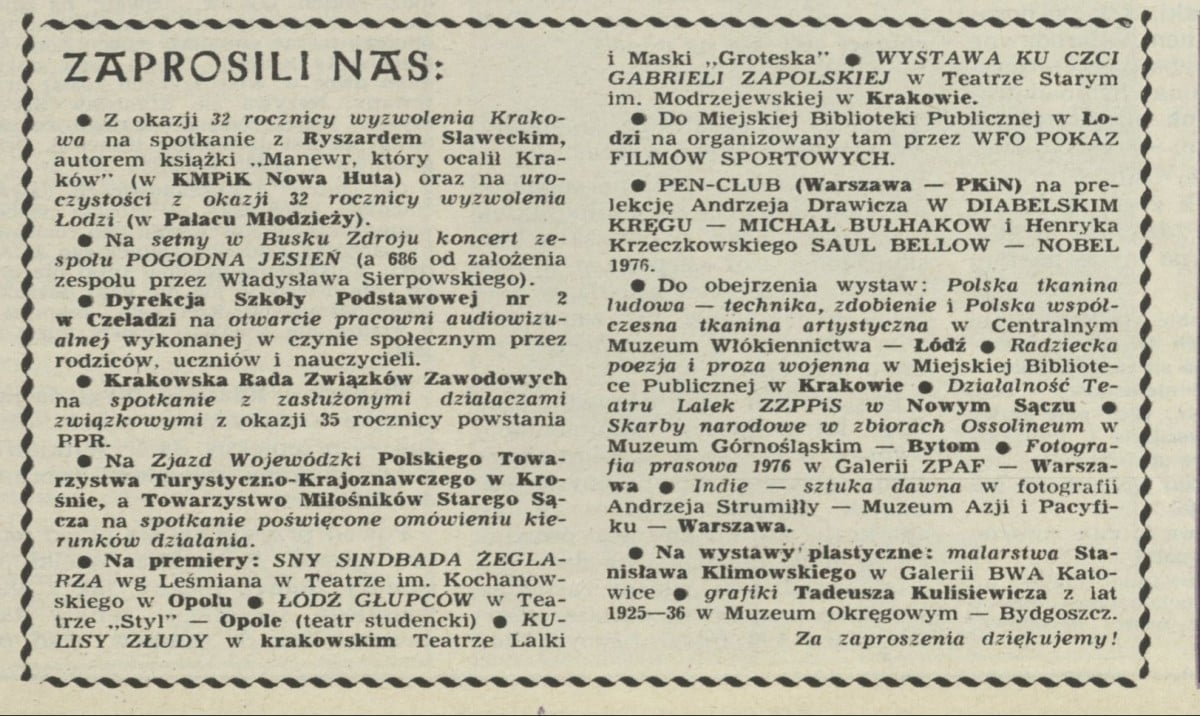 ZAPROSILI NAS:
● Z okazji 32 rocznicy wyzwolenia Krako-
wa na spotkanie z Ryszardem Sławeckim,
autorem książki „Manewr, który ocalił Kra-
ków" (w KMPiK Nowa Huta) oraz na uro-
czystości z okazji 32 rocznicy wyzwolenia
Łodzi (w Pałacu Młodzieży).
● Na setny w Busku Zdroju koncert ze-
społu POGODNA JESIEŃ (a 686 od założenia
zespołu przez Władysława Sierpowskiego).
● Dyrekcja Szkoły Podstawowej nr 2
w Czeladzi na otwarcie pracowni audiowizu-
alnej wykonanej w czynie społecznym przez
rodziców, uczniów i nauczycieli.
● Krakowska Rada Związków Zawodowych
na spotkanie z zasłużonymi działaczami
związkowymi z okazji 35 rocznicy powstania
PPR.
● Na Zjazd Wojewódzki Polskiego Towa-
rzystwa Turystyczno-Krajoznawczego w Kro-
śnie, a Towarzystwo Miłośników Starego Są-
cza na spotkanie poświęcone omówieniu kie-
runków działania.
● Na premiery: SNY SINDBADA ŻEGLA-
RZA wg Leśmiana w Teatrze im. Kochanow-
skiego w Opolu ● ŁÓDŹ GŁUPCÓW w Tea-
trze „Styl" — Opole (teatr studencki) ● KU-
LISY ZŁUDY w krakowskim Teatrze Lalki
i Maski „Groteska" ● WYSTAWA KU CZCI
GABRIELI ZAPOLSKIEJ w Teatrze Starym
im. Modrzejewskiej w Krakowie.
● Do Miejskiej Biblioteki Publicznej w Ło-
dzi na organizowany tam przez WFO POKAZ
FILMÓW SPORTOWYCH.
● PEN-CLUB (Warszawa — PKiN) na pre-
lekcję Andrzeja Drawicza W DIABELSKIM
KRĘGU — MICHAŁ BUŁHAKOW i Henryka
Krzeczkowskiego SAUL BELLOW — NOBEL
1976.
● Do obejrzenia wystaw: Polska tkanina
ludowa — technika, zdobienie i Polska współ-
czesna tkanina artystyczna w Centralnym
Muzeum Włókiennictwa — Łódź ● Radziecka
poezja i proza wojenna w Miejskiej Bibliote-
ce Publicznej w Krakowie ● Działalność Te-
atru Lalek ZZPPiS w Nowym Sączu ●
Skarby narodowe w zbiorach Ossolineum w
Muzeum Górnośląskim — Bytom ● Fotogra-
fia prasowa 1976 w Galerii ZPAF — Warsza-
wa ● Indie — sztuka dawna w fotografii
Andrzeja Strumiłły — Muzeum Azji i Pacyfi-
ku — Warszawa.
● Na wystawy plastyczne: malarstwa Sta-
nisława Klimowskiego w Galerii BWA Kato-
wice ● grafiki Tadeusza Kulisiewicza z lat
1925—36 w Muzeum Okręgowym — Bydgoszcz.
Za zaproszenia dziękujemy!